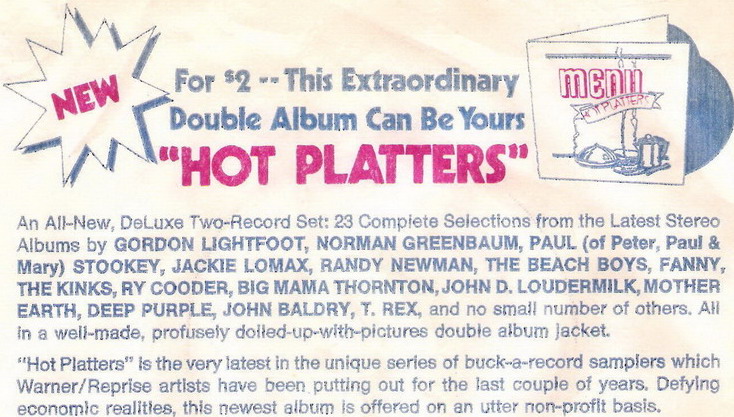 NEW
For $2 -- This Extraordinary
Double Album Can Be Yours
"HOT PLATTERS"
menu
HOT PLATTERS
An All-New, DeLuxe Two-Record Set: 23 Complete Selections from the Latest Stereo
Albums by GORDON LIGHTFOOT, NORMAN GREENBAUM, PAUL (of Peter, Paul &
Mary) STOOKEY, JACKIE LOMAX, RANDY NEWMAN, THE BEACH BOYS, FANNY,
THE KINKS, RY COODER, BIG MAMA THORNTON, JOHN D. LOUDERMILK, MOTHER
EARTH, DEEP PURPLE, JOHN BALDRY, T. REX, and no small number of others. All
in a well-made, profusely dolled-up-with-pictures double album jacket.
"Hot Platters" is the very latest in the unique series of buck-a-record samplers which
Warner/Reprise artists have been putting out for the last couple of years. Defying
economic realities, this newest album is offered on an utter non-profit basis.